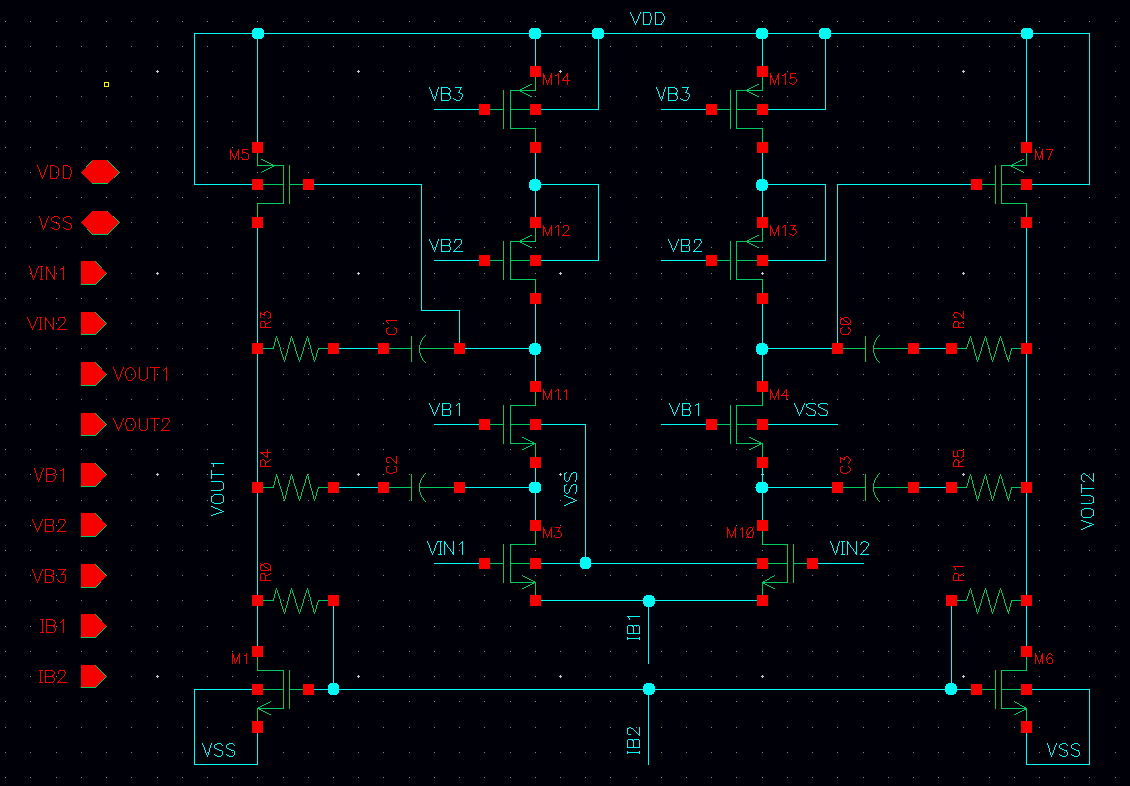 VDD
M14
M15
VB3
VB3
M5
M7
VDD
VSS
M12
M13
VB2
VB2
VIN1
VIN2
R3
C1
C0
R2
VOUT1
M11
M4
VB1
VB1
VSS
VOUT2
R4
C2
C3
R5
VB1
VOUT1
VSS
VOUT2
VB2
M3
M10
VIN1
VIN2
VB3
R0
R1
IB1
IB1
M1
M6
IB2
IB2
VSS
VSS